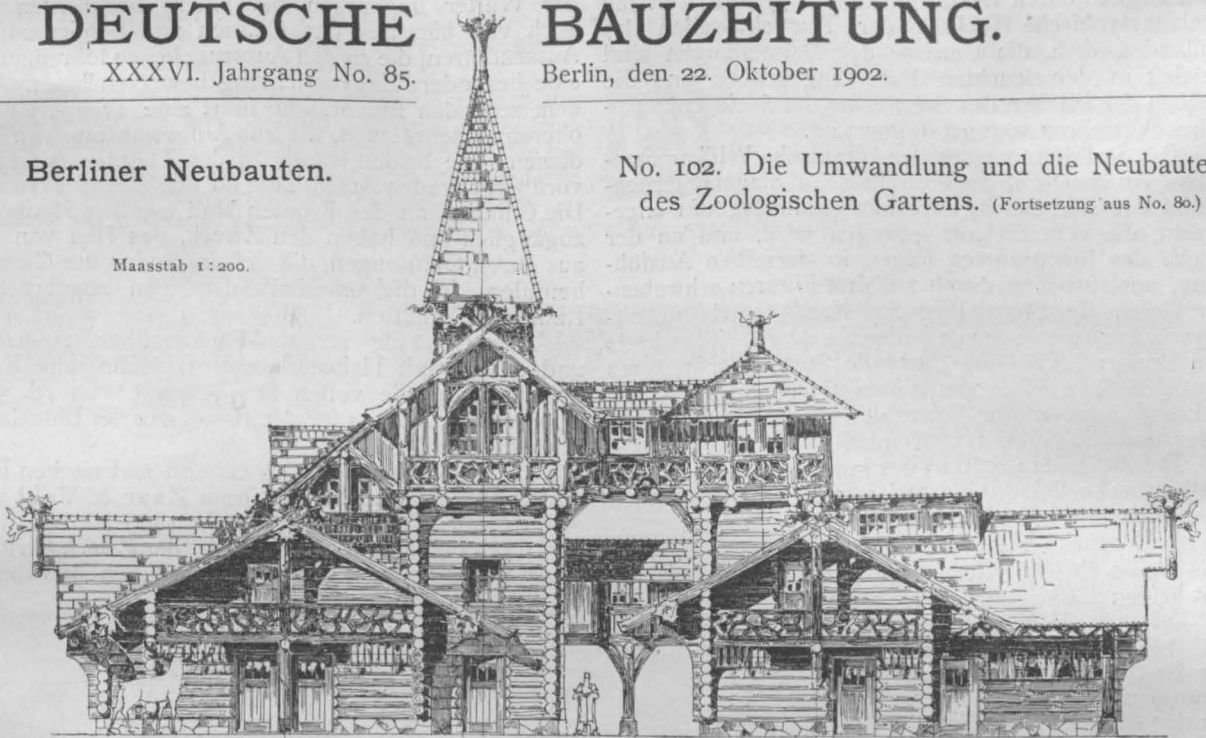 DEUTSCHE BAUZEITUNG.
XXXVI. Jahrgang No. 85. Berlin, den 22. Oktober 1902.
Berliner Neubauten.
Maasstab 1 : 200.
No. 102. Die Umwandlung und die Neubaute
des Zoologischen Gartens. (Fortsetzung aus No. 80.)